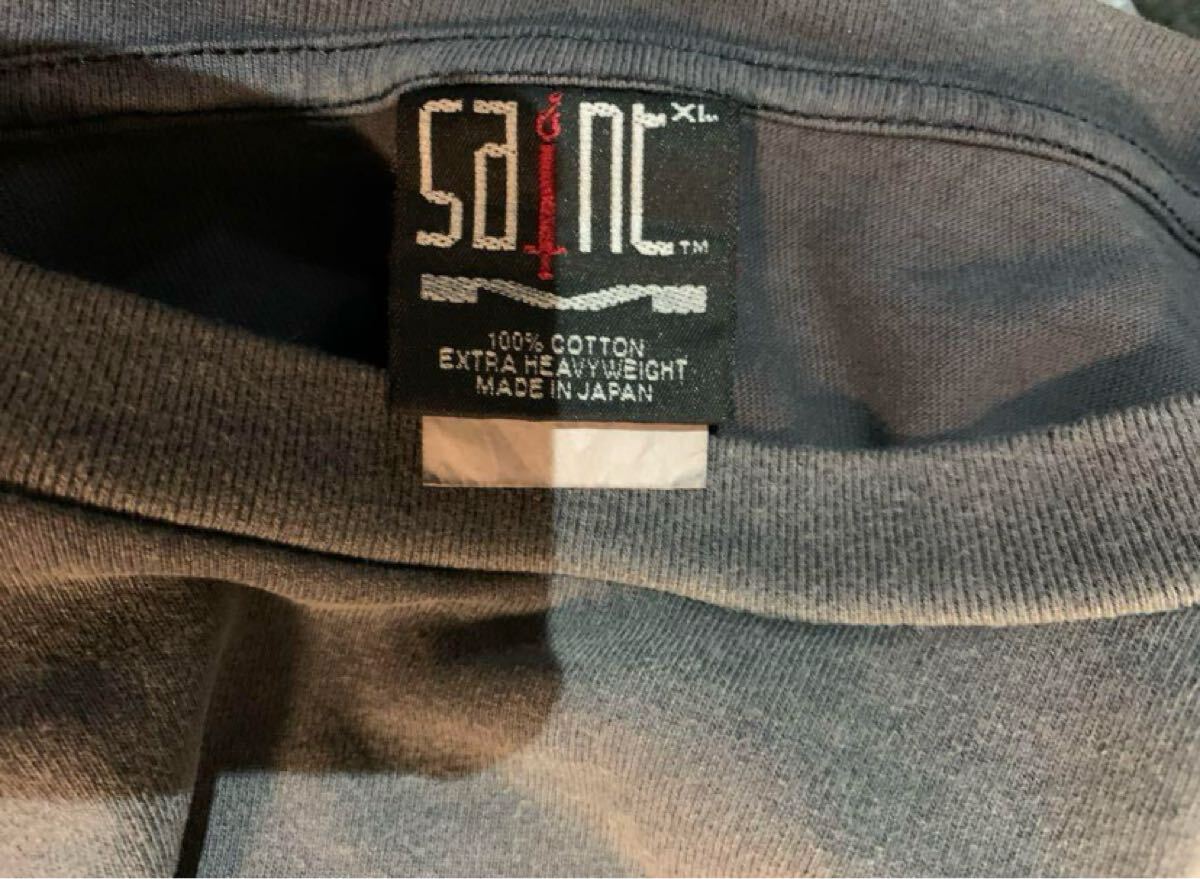 saint XL
TM
100% COTTON
EXTRA HEAVYWEIGHT
MADE IN JAPAN